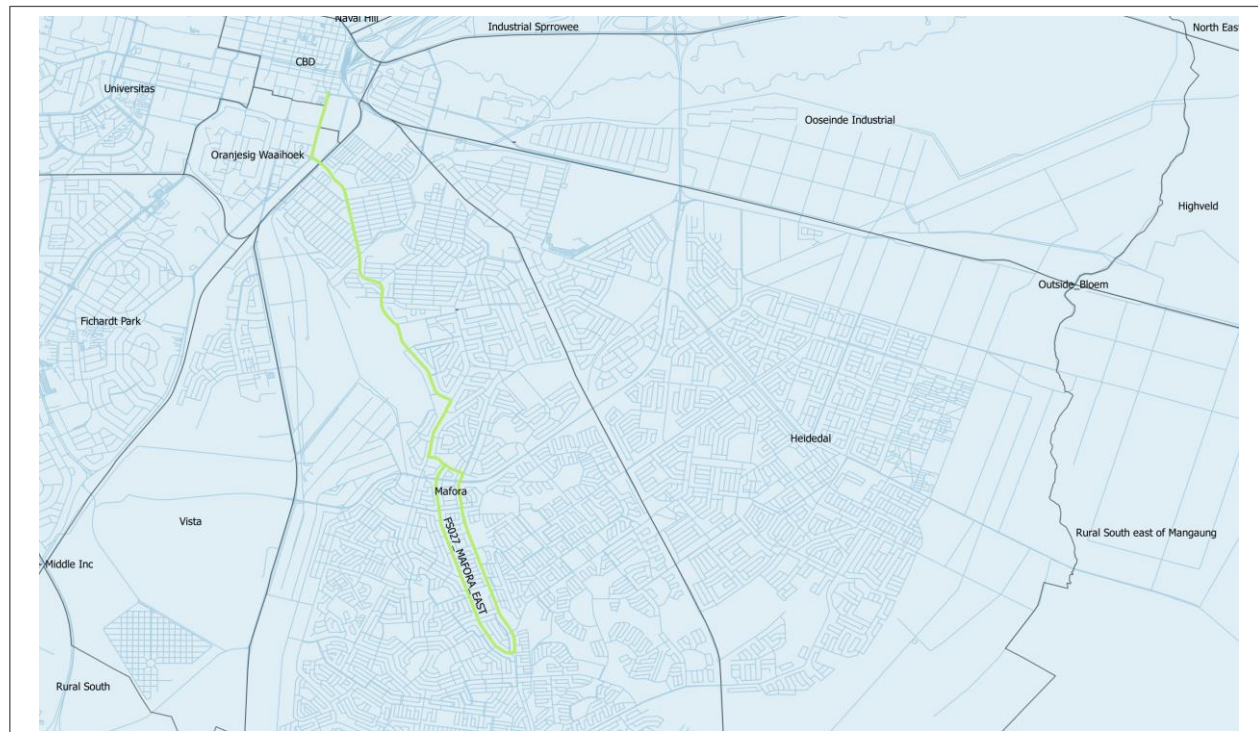 Naval Hill
Industrial Sprrowee
North East
CBD
Universitas
Ooseinde Industrial
Oranjesig Waaihoek
Highveld
Outside_Bloem
Fichardt Park
Heidedal
Mafora
Vista
FS027_MAFORA_EAST
Rural South east of Mangaung
Middle Inc
Rural South